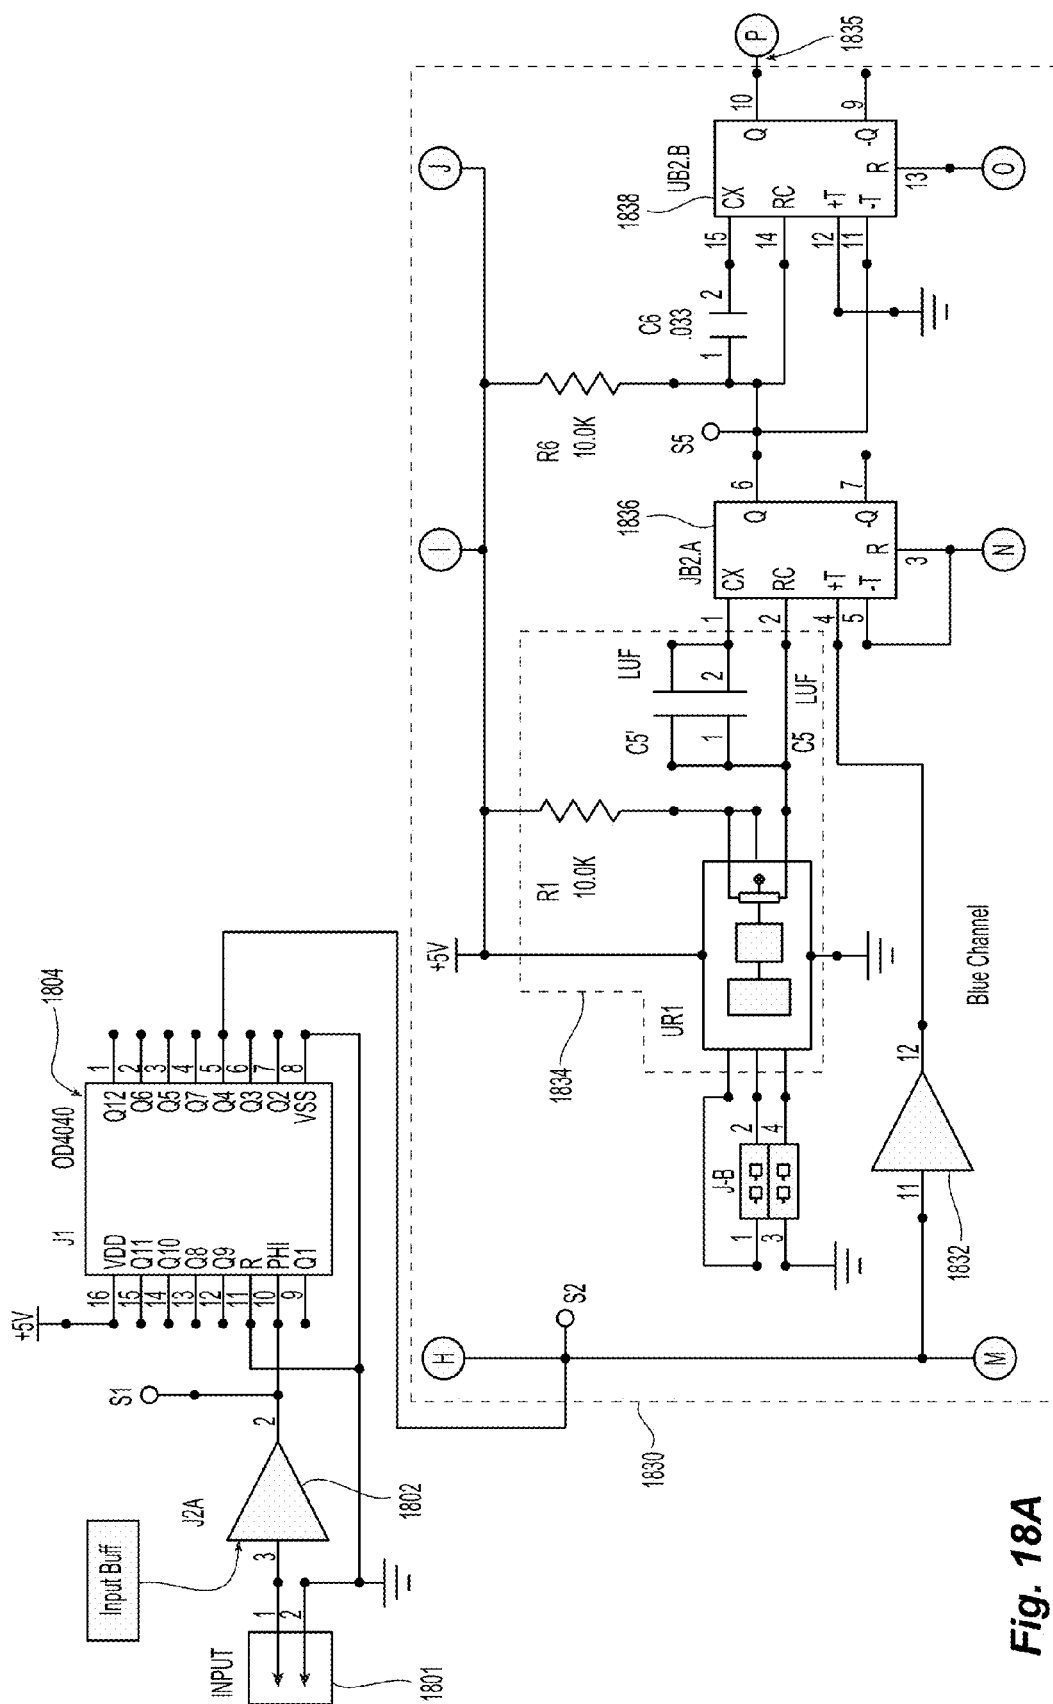 Fig. 18A
INPUT
1801
1
2
Input Buff
J2A
3
2
1802
S1
+5V
J1
OD4040
1804
16 VDD
15 Q11
14 Q10
13 Q8
12 Q9
11 R
10 PHI
9 Q1
Q12 1
Q6 2
Q5 3
Q7 4
Q4 5
Q3 6
Q2 7
VSS 8
1830
H
S2
M
11
12
1832
Blue Channel
J-B
1
2
3
4
UR1
1834
+5V
R1
10.0K
C5'
LUF
1
2
C5
LUF
I
JB2.A
1836
1 CX
2 RC
4 +T
5 -T
Q 6
-Q 7
R
3
N
S5
R6
10.0K
C6
.033
1
2
J
UB2.B
1838
15 CX
14 RC
12 +T
11 -T
Q 10
-Q 9
R
13
O
P
1835